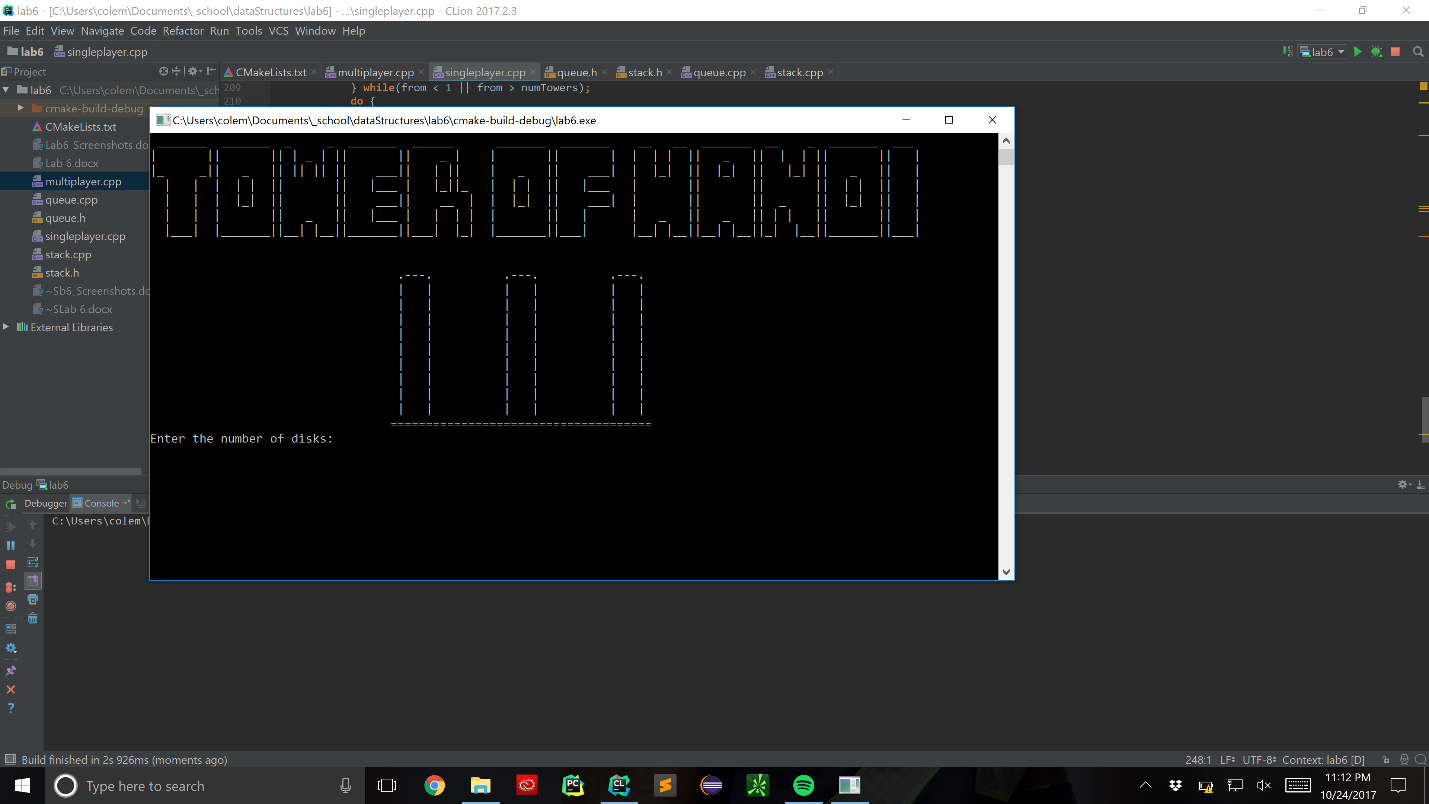 lab6 - [C:\Users\colem\Documents\_school\dataStructures\lab6] - ...\singleplayer.cpp - CLion 2017.2.3
File Edit View Navigate Code Refactor Run Tools VCS Window Help
lab6 singleplayer.cpp lab6
Project CMakeLists.txt multiplayer.cpp singleplayer.cpp queue.h stack.h queue.cpp stack.cpp
lab6 C:\Users\colem\Documents\_sch
209 } while(from < 1 || from > numTowers);
210 do {
cmake-build-debug
CMakeLists.txt
Lab6_Screenshots.do
Lab 6.docx
multiplayer.cpp
queue.cpp
queue.h
singleplayer.cpp
stack.cpp
stack.h
~Sb6_Screenshots.do
~SLab 6.docx
External Libraries
C:\Users\colem\Documents\_school\dataStructures\lab6\cmake-build-debug\lab6.exe
TOWER OF HANOI
Enter the number of disks:
Debug lab6
Debugger Console
C:\Users\colem\
Build finished in 2s 926ms (moments ago)
248:1 LF UTF-8 Context: lab6 [D]
Type here to search
PC
CL
11:12 PM
10/24/2017